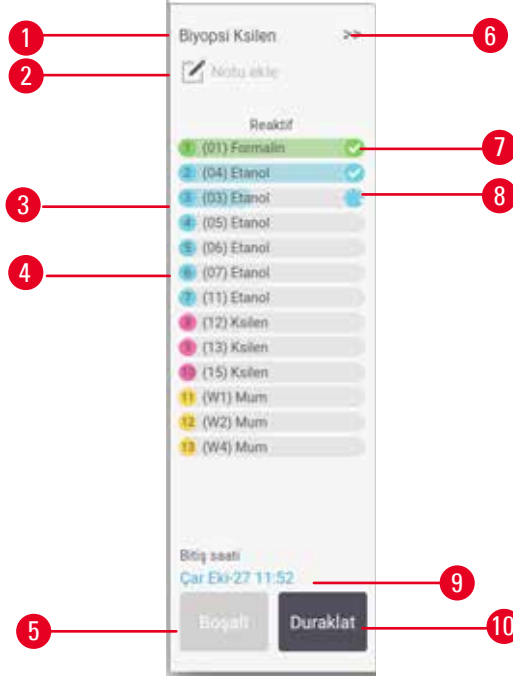 1 Biyopsi Ksilen >> 6
2 Notu ekle
Reaktif
1 (01) Formalin 7
2 (04) Etanol
3 3 (03) Etanol 8
4 (05) Etanol
5 (06) Etanol
4 6 (07) Etanol
7 (11) Etanol
8 (12) Ksilen
9 (13) Ksilen
10 (15) Ksilen
11 (W1) Mum
12 (W2) Mum
13 (W4) Mum
Bitiş saati
Çar Eki-27 11:52 9
5 Boşalt Duraklat 10